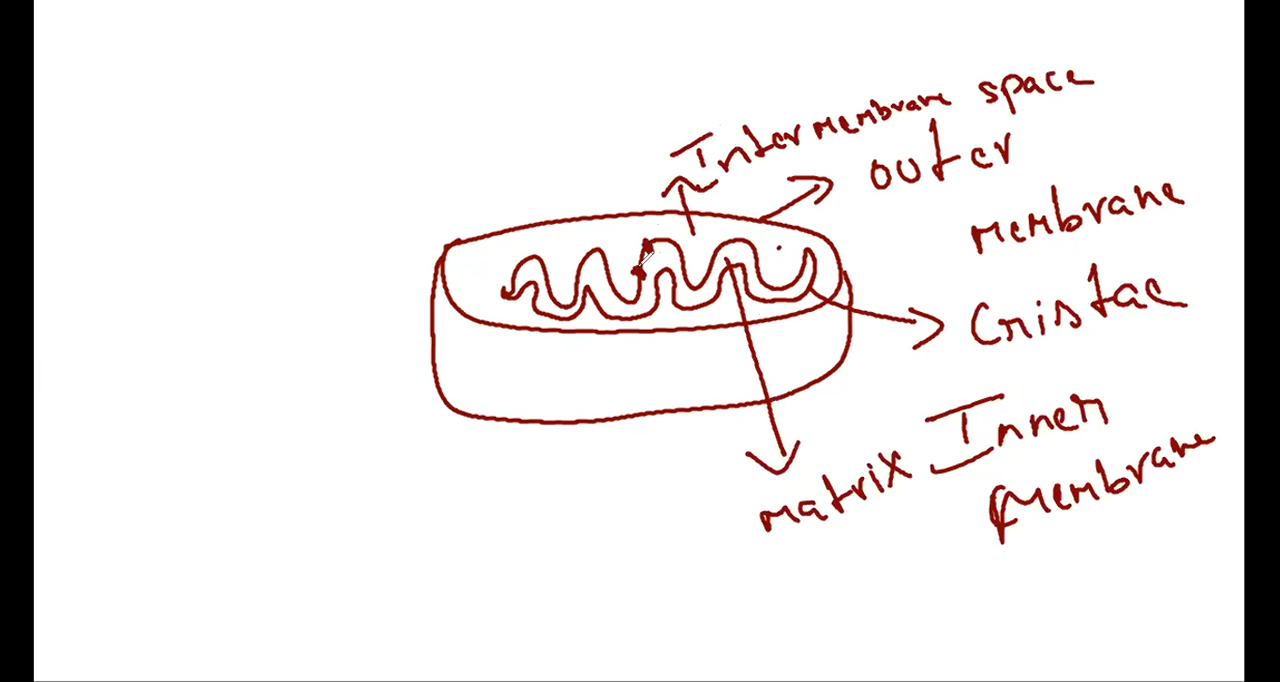 Intermembrane space
outer
membrane
Cristae
matrix
Inner
membrane